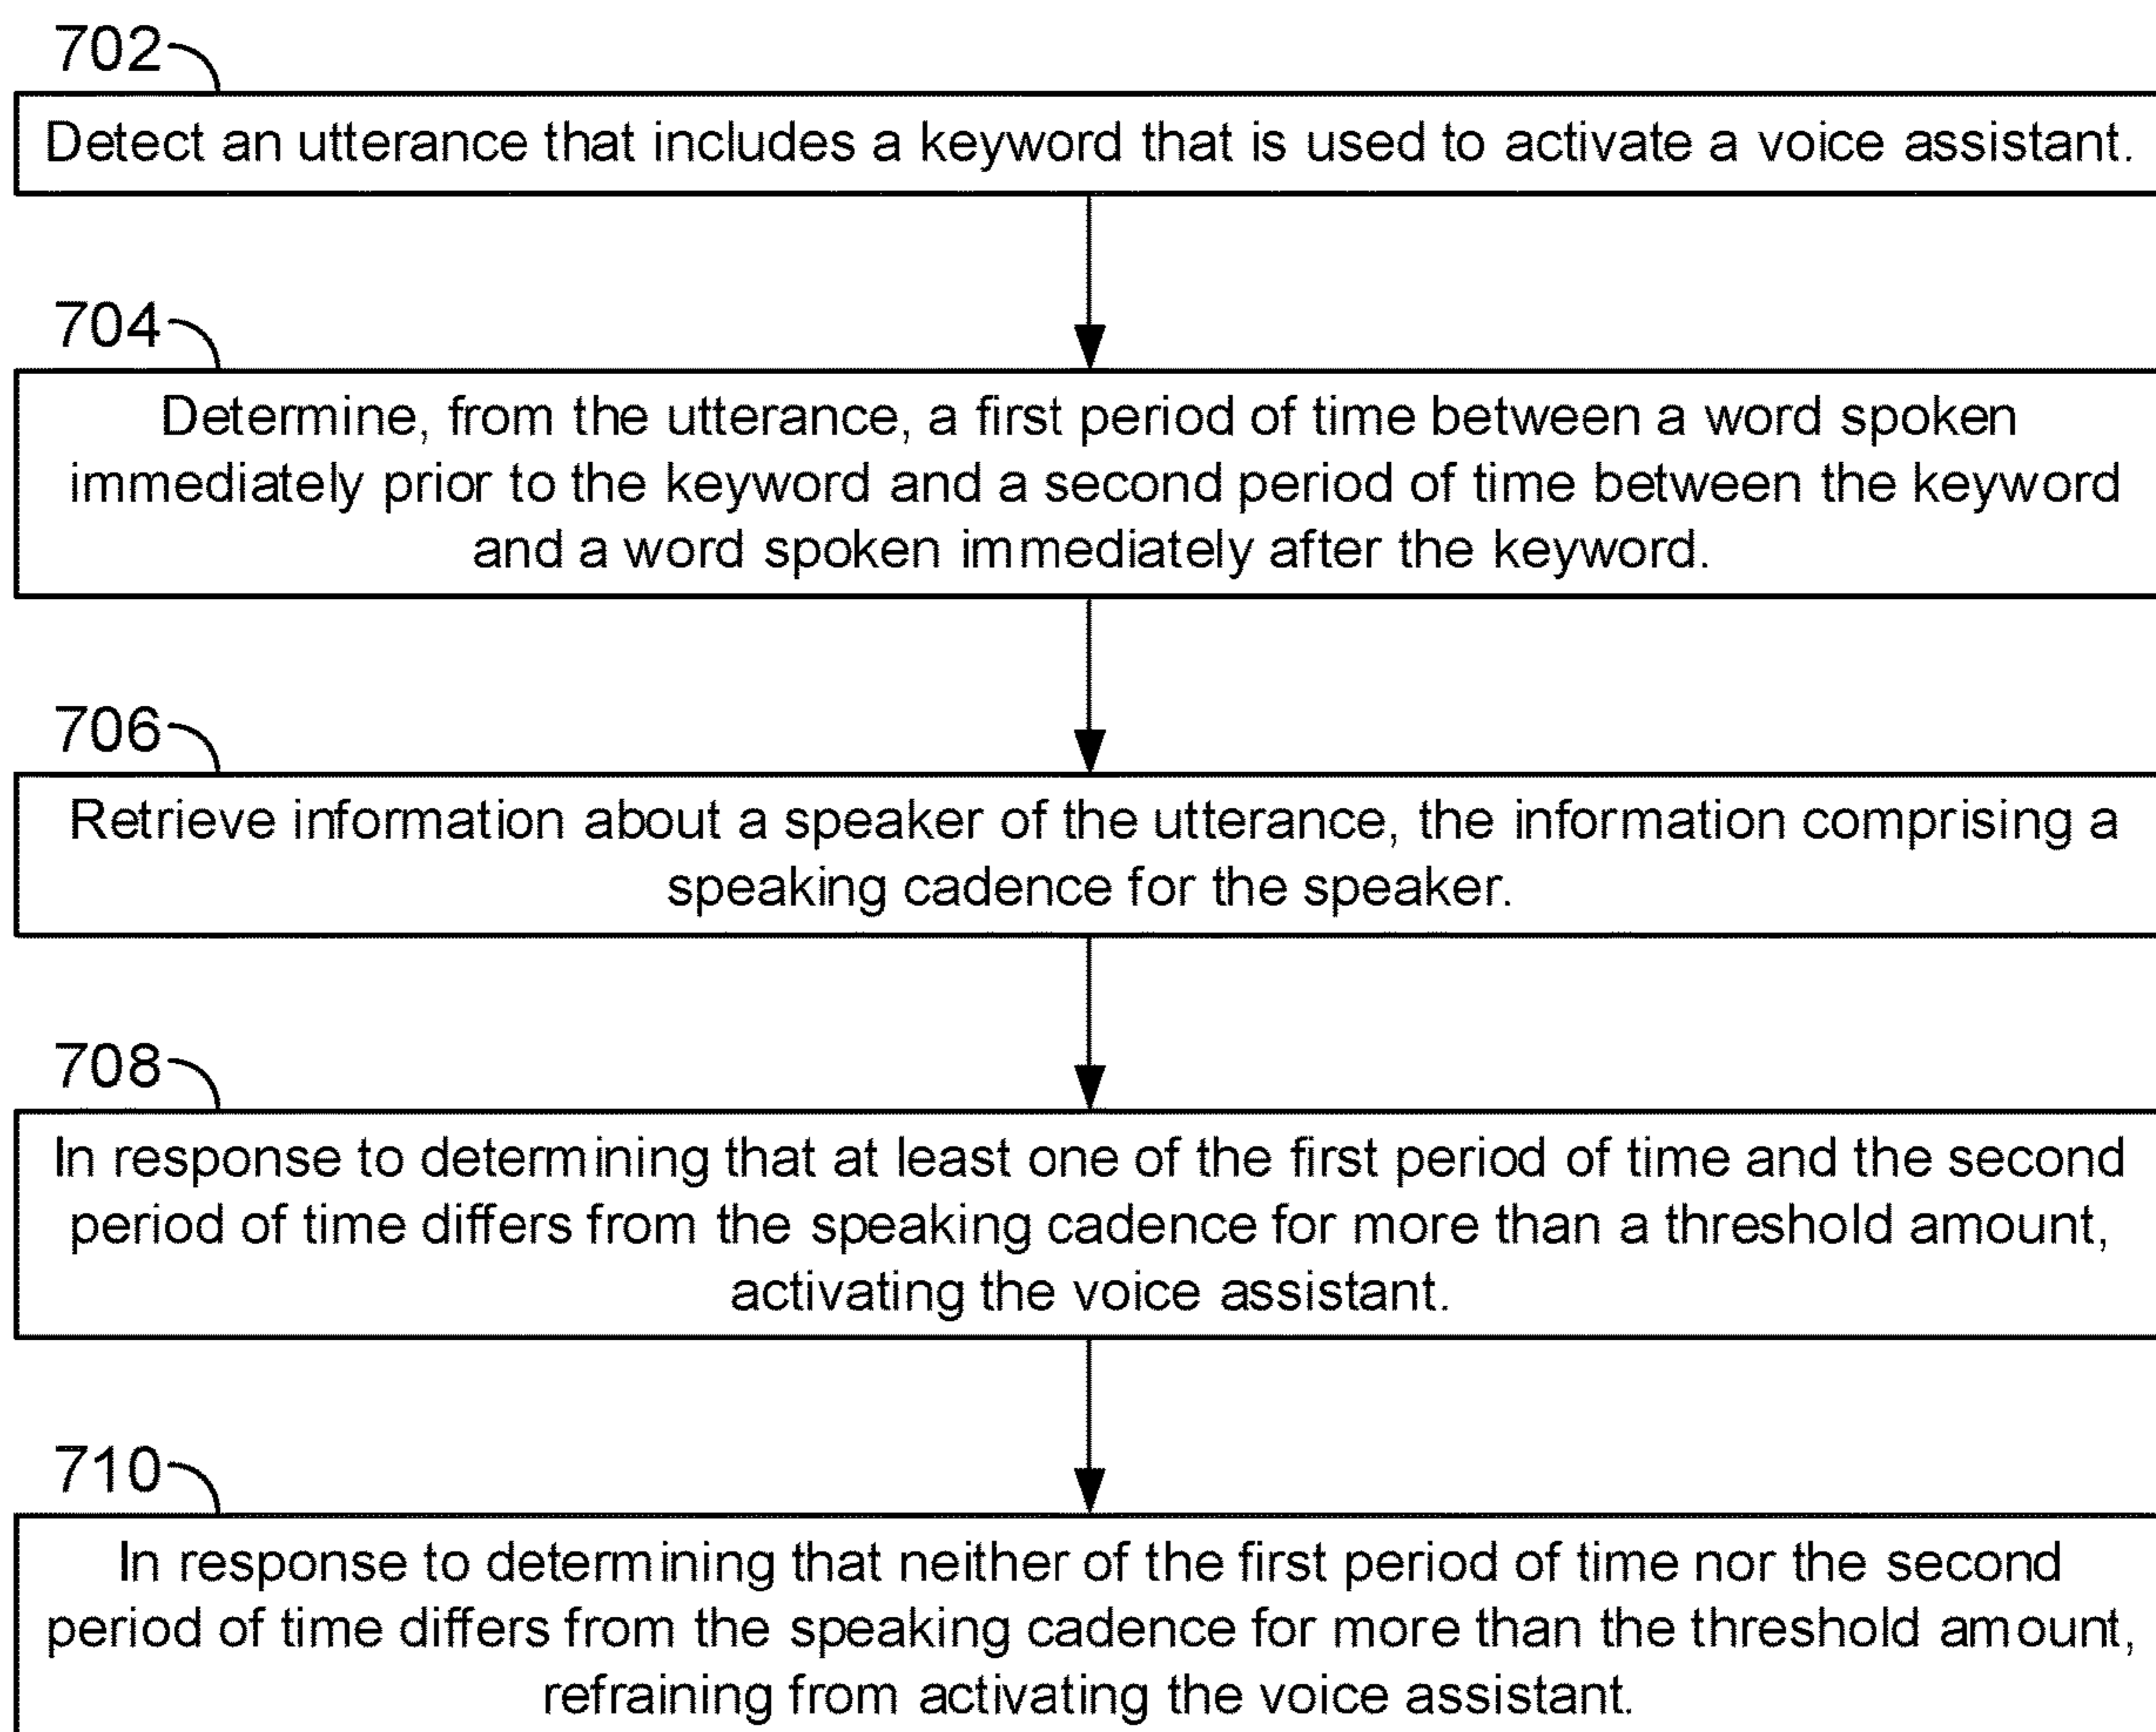 702
Detect an utterance that includes a keyword that is used to activate a voice assistant.
704
Determine, from the utterance, a first period of time between a word spoken
immediately prior to the keyword and a second period of time between the keyword
and a word spoken immediately after the keyword.
706
Retrieve information about a speaker of the utterance, the information comprising a
speaking cadence for the speaker.
708
In response to determining that at least one of the first period of time and the second
period of time differs from the speaking cadence for more than a threshold amount,
activating the voice assistant.
710
In response to determining that neither of the first period of time nor the second
period of time differs from the speaking cadence for more than the threshold amount,
refraining from activating the voice assistant.